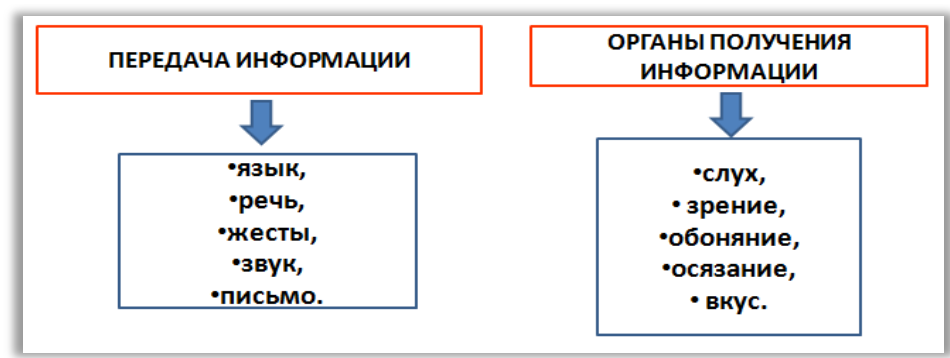 ПЕРЕДАЧА ИНФОРМАЦИИ
•язык,
•речь,
•жесты,
•звук,
•письмо.
ОРГАНЫ ПОЛУЧЕНИЯ
ИНФОРМАЦИИ
•слух,
• зрение,
•обоняние,
•осязание,
• вкус.